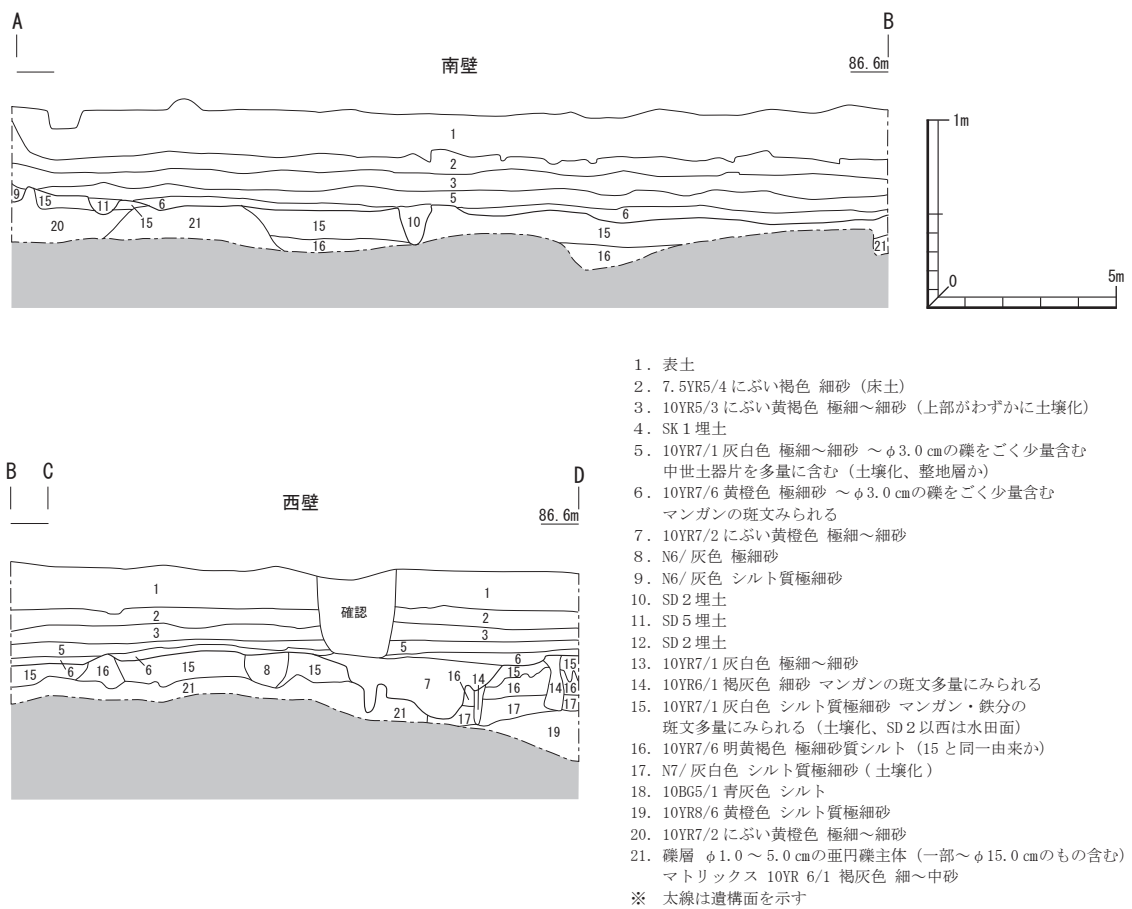 A
B
南壁
86.6m
1
2
3
5
6
9
15
11
6
20
15
21
15
10
15
16
16
21
1m
0
5m
B
C
D
西壁
86.6m
1
1
確認
2
2
3
3
5
5
15
6
16
6
15
8
15
7
16
14
6
15
16
15
14
16
17
17
17
21
21
19
1. 表土
2. 7.5YR5/4 にぶい褐色 細砂（床土）
3. 10YR5/3 にぶい黄褐色 極細～細砂（上部がわずかに土壌化）
4. SK１埋土
5. 10YR7/1 灰白色 極細～細砂 ～φ3.0 ㎝の礫をごく少量含む
中世土器片を多量に含む（土壌化、整地層か）
6. 10YR7/6 黄橙色 極細砂 ～φ3.0 ㎝の礫をごく少量含む
マンガンの斑文みられる
7. 10YR7/2 にぶい黄橙色 極細～細砂
8. N6/ 灰色 極細砂
9. N6/ 灰色 シルト質極細砂
10. SD２埋土
11. SD５埋土
12. SD２埋土
13. 10YR7/1 灰白色 極細～細砂
14. 10YR6/1 褐灰色 細砂 マンガンの斑文多量にみられる
15. 10YR7/1 灰白色 シルト質極細砂 マンガン・鉄分の
斑文多量にみられる（土壌化、SD２以西は水田面）
16. 10YR7/6 明黄褐色 極細砂質シルト（15 と同一由来か）
17. N7/ 灰白色 シルト質極細砂 ( 土壌化 )
18. 10BG5/1 青灰色 シルト
19. 10YR8/6 黄橙色 シルト質極細砂
20. 10YR7/2 にぶい黄橙色 極細～細砂
21. 礫層 φ1.0 ～ 5.0 ㎝の亜円礫主体（一部～φ15.0 ㎝のもの含む）
マトリックス 10YR 6/1 褐灰色 細～中砂
※ 太線は遺構面を示す